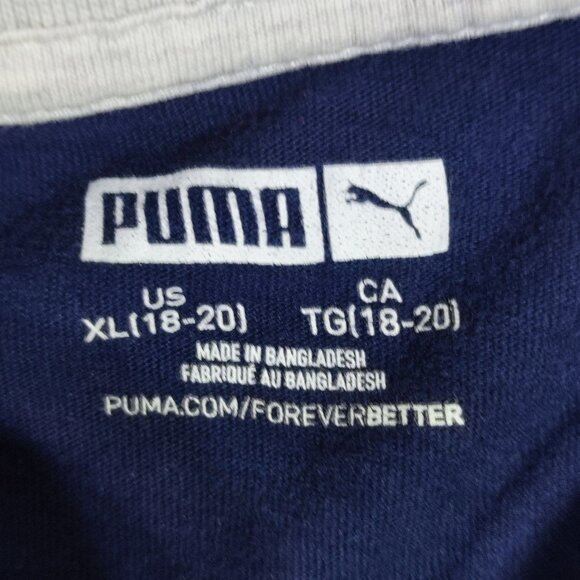 PUMA
US CA
XL(18-20) TG(18-20)
MADE IN BANGLADESH
FABRIQUÉ AU BANGLADESH
PUMA.COM/FOREVERBETTER